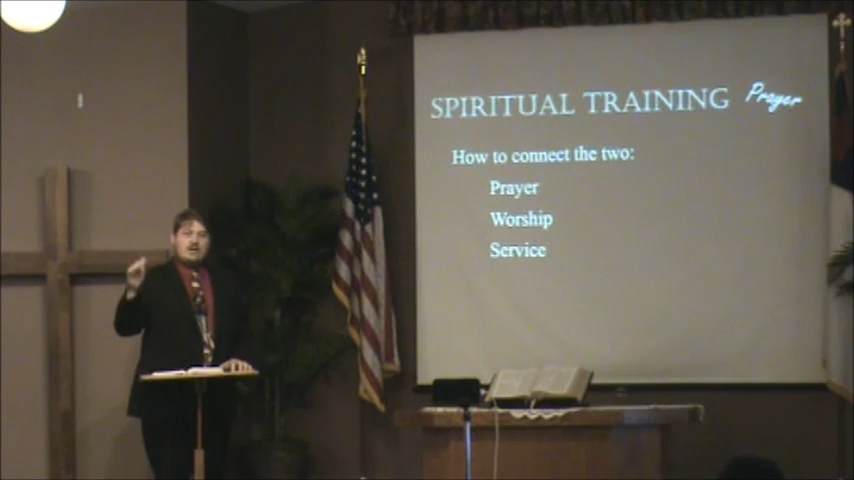 SPIRITUAL TRAINING Prayer
How to connect the two:
Prayer
Worship
Service